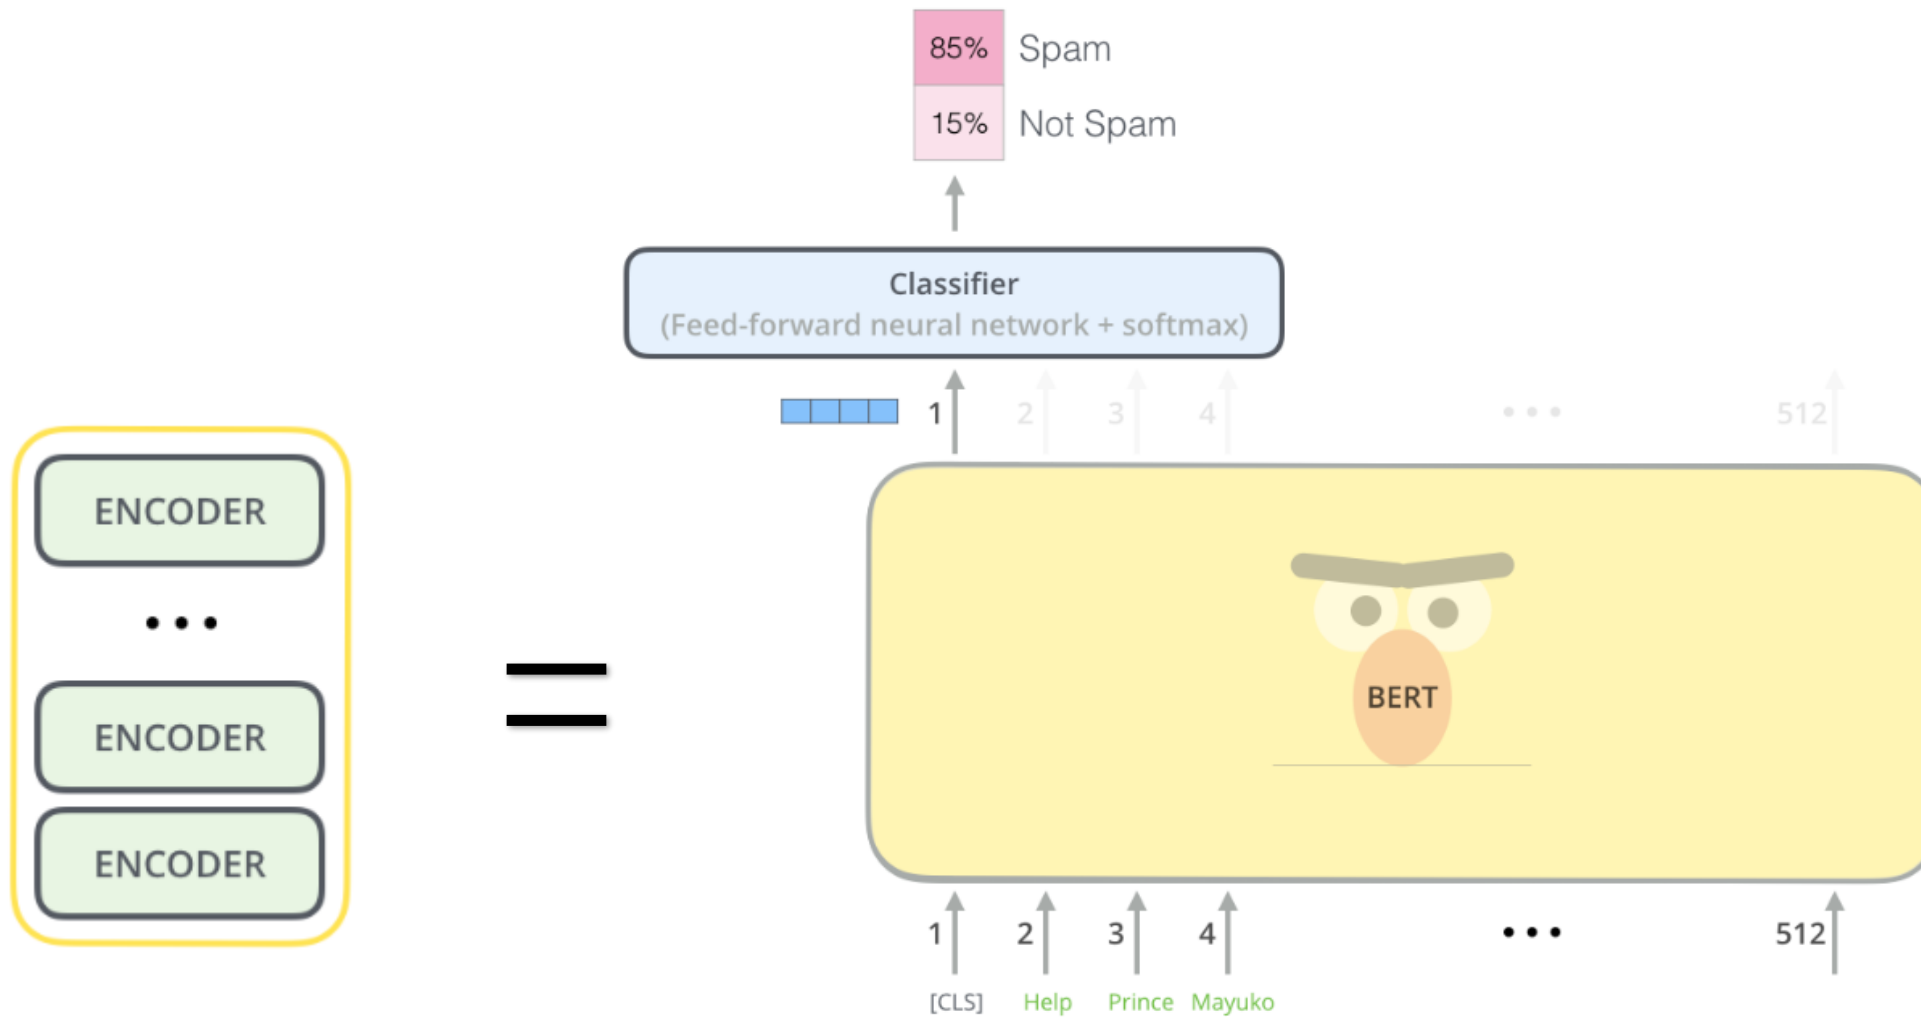 85% Spam
15% Not Spam
Classifier
(Feed-forward neural network + softmax)
1 2 3 4 ••• 512
ENCODER
•••
ENCODER
ENCODER
=
BERT
1 2 3 4 ••• 512
[CLS] Help Prince Mayuko